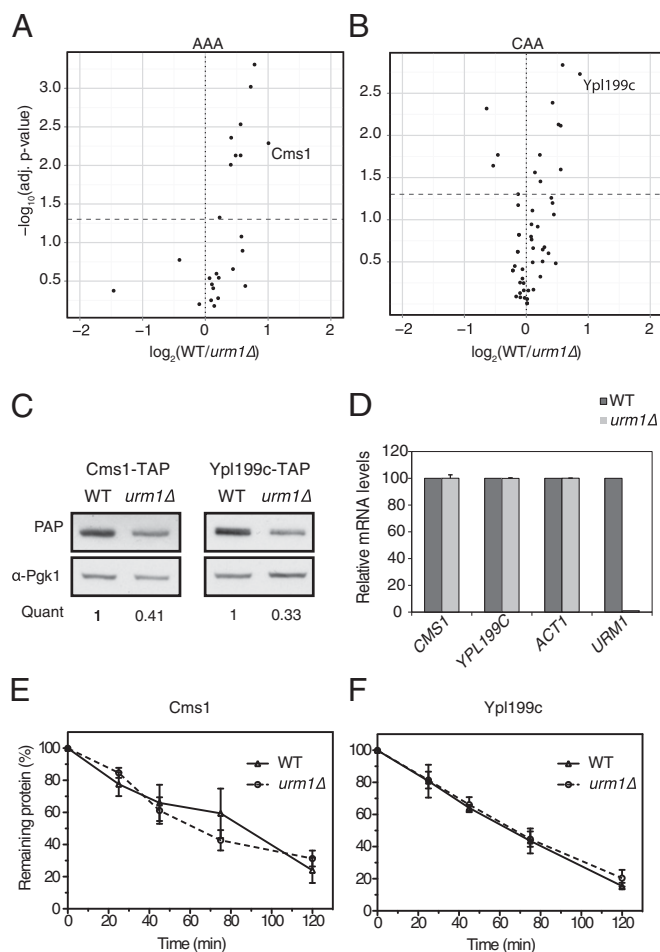 A
AAA
−log₁₀(adj. p-value)
3.0
2.5
2.0
1.5
1.0
0.5
Cms1
−2
−1
0
1
2
log₂(WT/urm1Δ)
B
CAA
2.5
2.0
1.5
1.0
0.5
Ypl199c
−2
−1
0
1
2
log₂(WT/urm1Δ)
C
Cms1-TAP
Ypl199c-TAP
WT urm1Δ WT urm1Δ
PAP
α-Pgk1
Quant 1 0.41 1 0.33
D
WT
urm1Δ
Relative mRNA levels
120
100
80
60
40
20
0
CMS1
YPL199C
ACT1
URM1
E
Cms1
Remaining protein (%)
100
80
60
40
20
0
WT
urm1Δ
0 20 40 60 80 100 120
Time (min)
F
Ypl199c
100
80
60
40
20
0
WT
urm1Δ
0 20 40 60 80 100 120
Time (min)